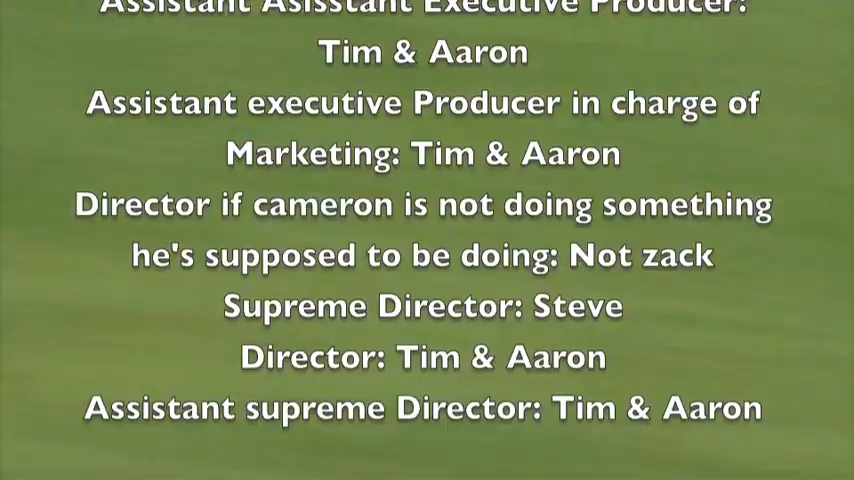 Assistant Asisstant Executive Producer:
Tim & Aaron
Assistant executive Producer in charge of
Marketing: Tim & Aaron
Director if cameron is not doing something
he's supposed to be doing: Not zack
Supreme Director: Steve
Director: Tim & Aaron
Assistant supreme Director: Tim & Aaron